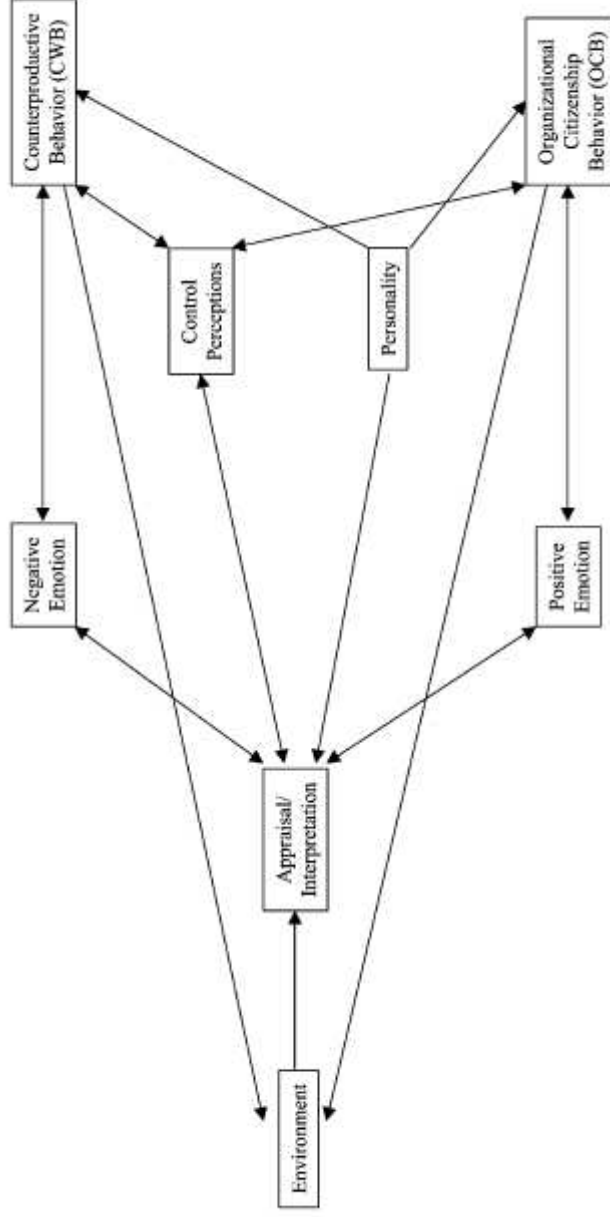 Counterproductive
Behavior (CWB)
Negative
Emotion
Control
Perceptions
Appraisal/
Interpretation
Environment
Personality
Positive
Emotion
Organizational
Citizenship
Behavior (OCB)